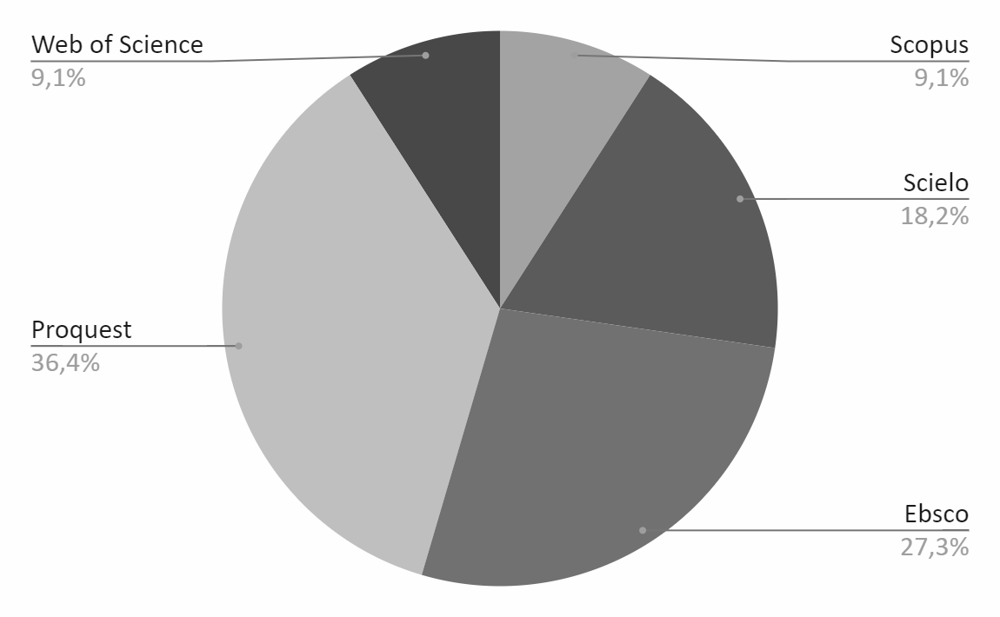 Web of Science
9,1%
Scopus
9,1%
Scielo
18,2%
Proquest
36,4%
Ebsco
27,3%